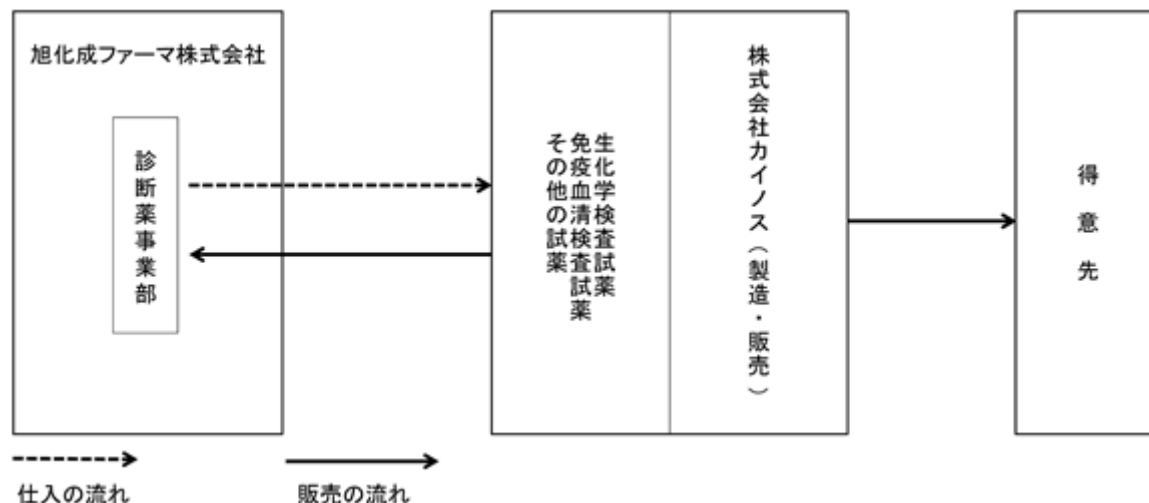 旭化成ファーマ株式会社
診断薬事業部
生化学検査試薬
免疫血清検査試薬
その他の試薬
株式会社カイノス（製造・販売）
得意先
仕入の流れ
販売の流れ